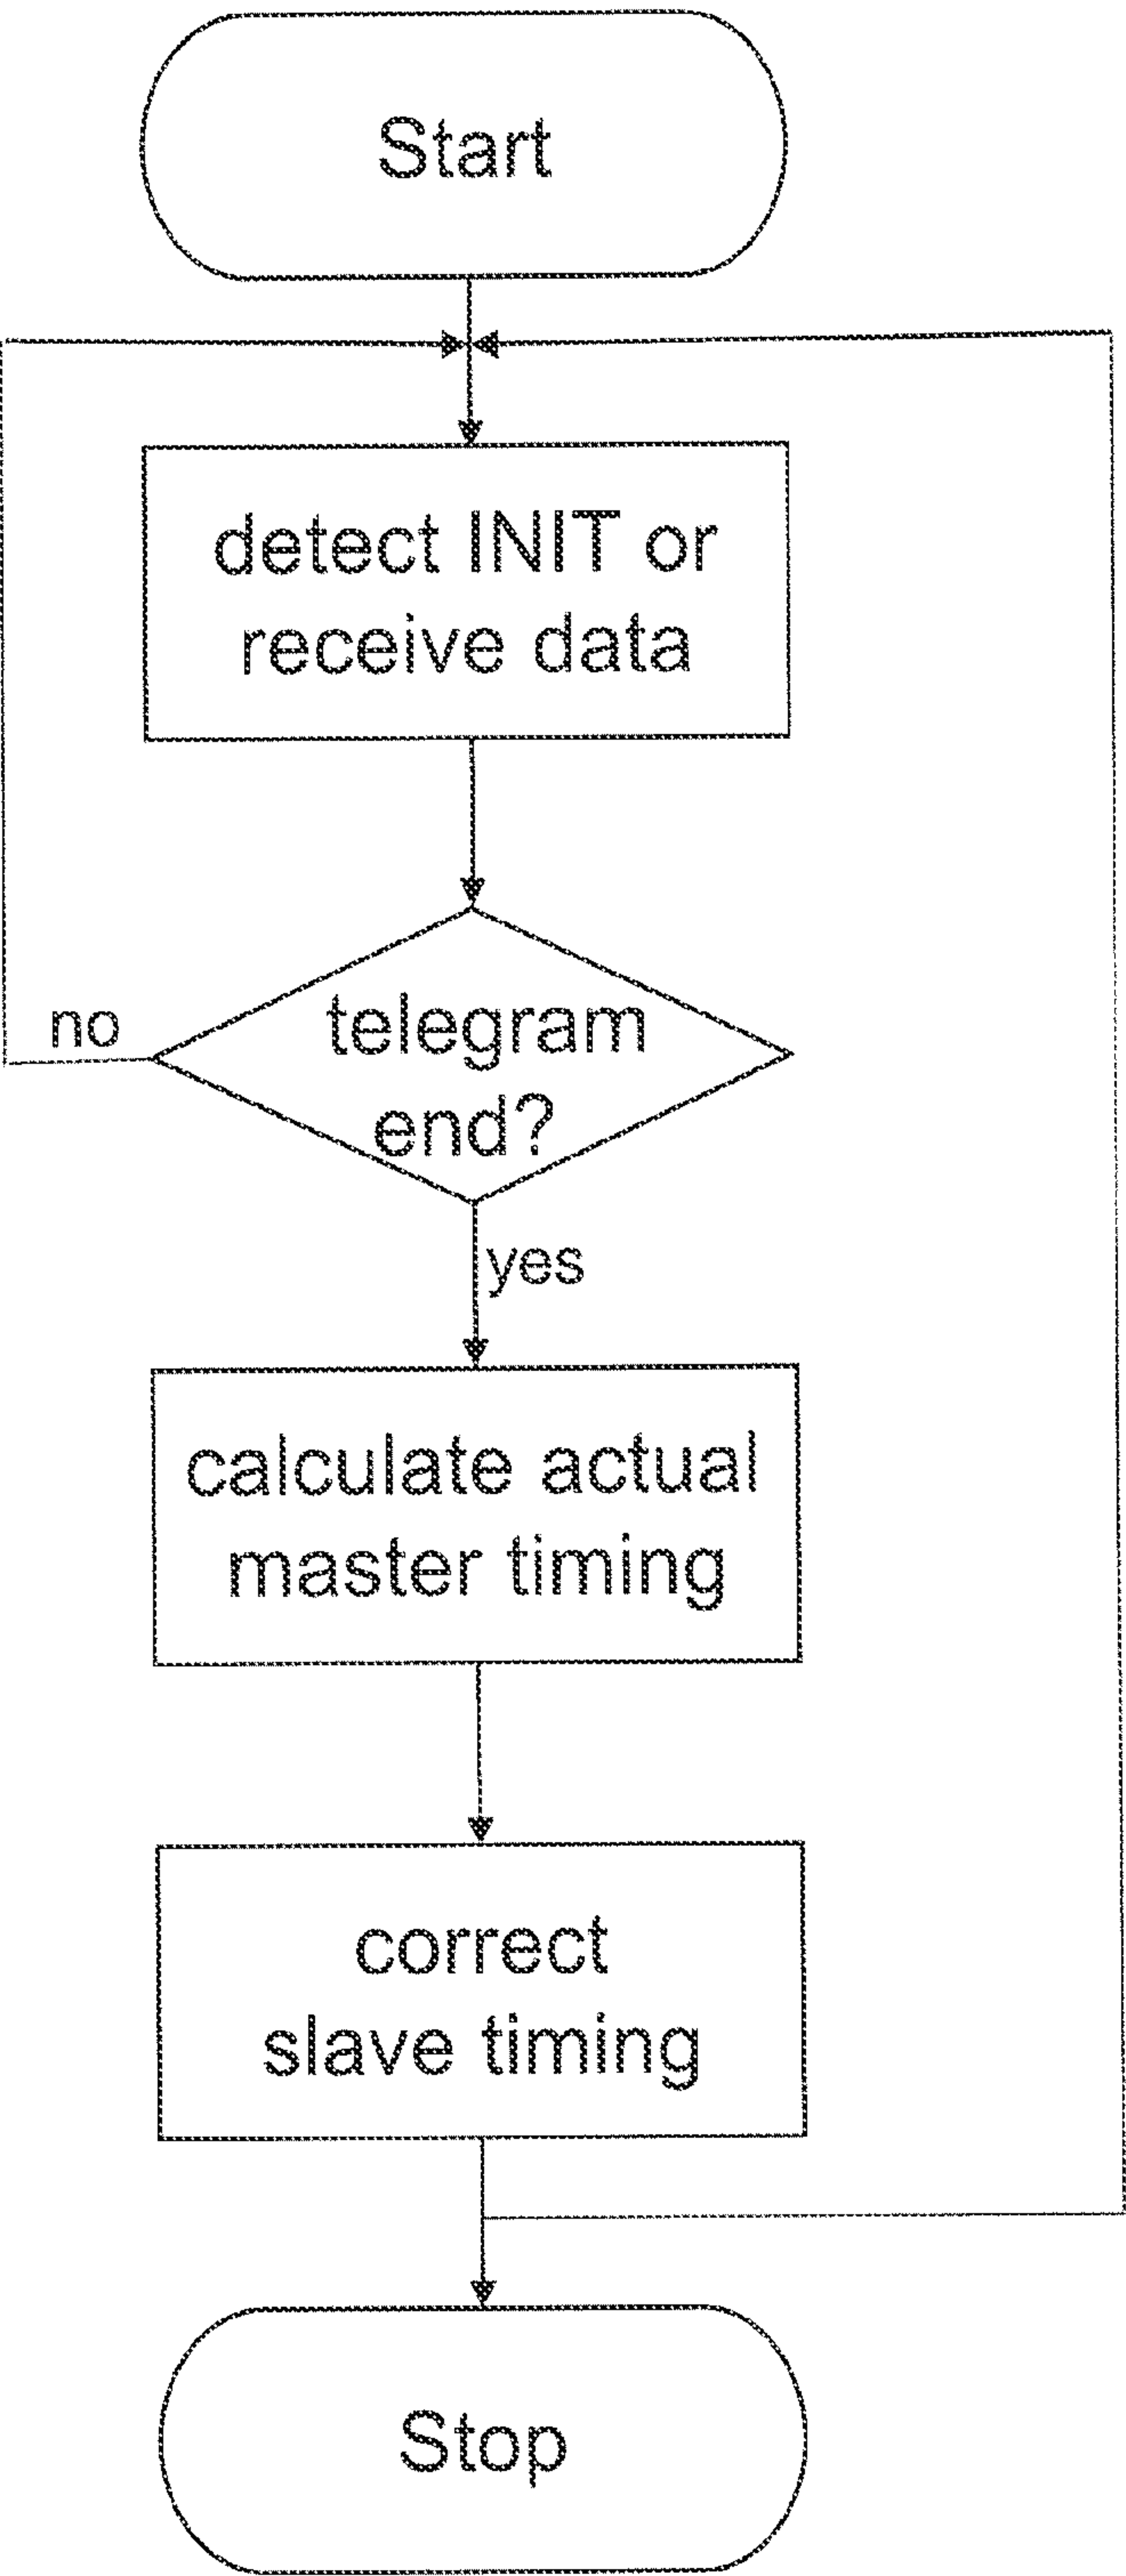 Start
detect INIT or
receive data
no
telegram
end?
yes
calculate actual
master timing
correct
slave timing
Stop